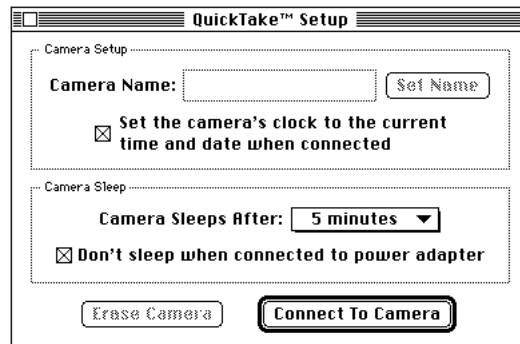 QuickTake™ Setup
Camera Setup
Camera Name: Set Name
Set the camera's clock to the current
time and date when connected
Camera Sleep
Camera Sleeps After: 5 minutes
Don't sleep when connected to power adapter
Erase Camera Connect To Camera